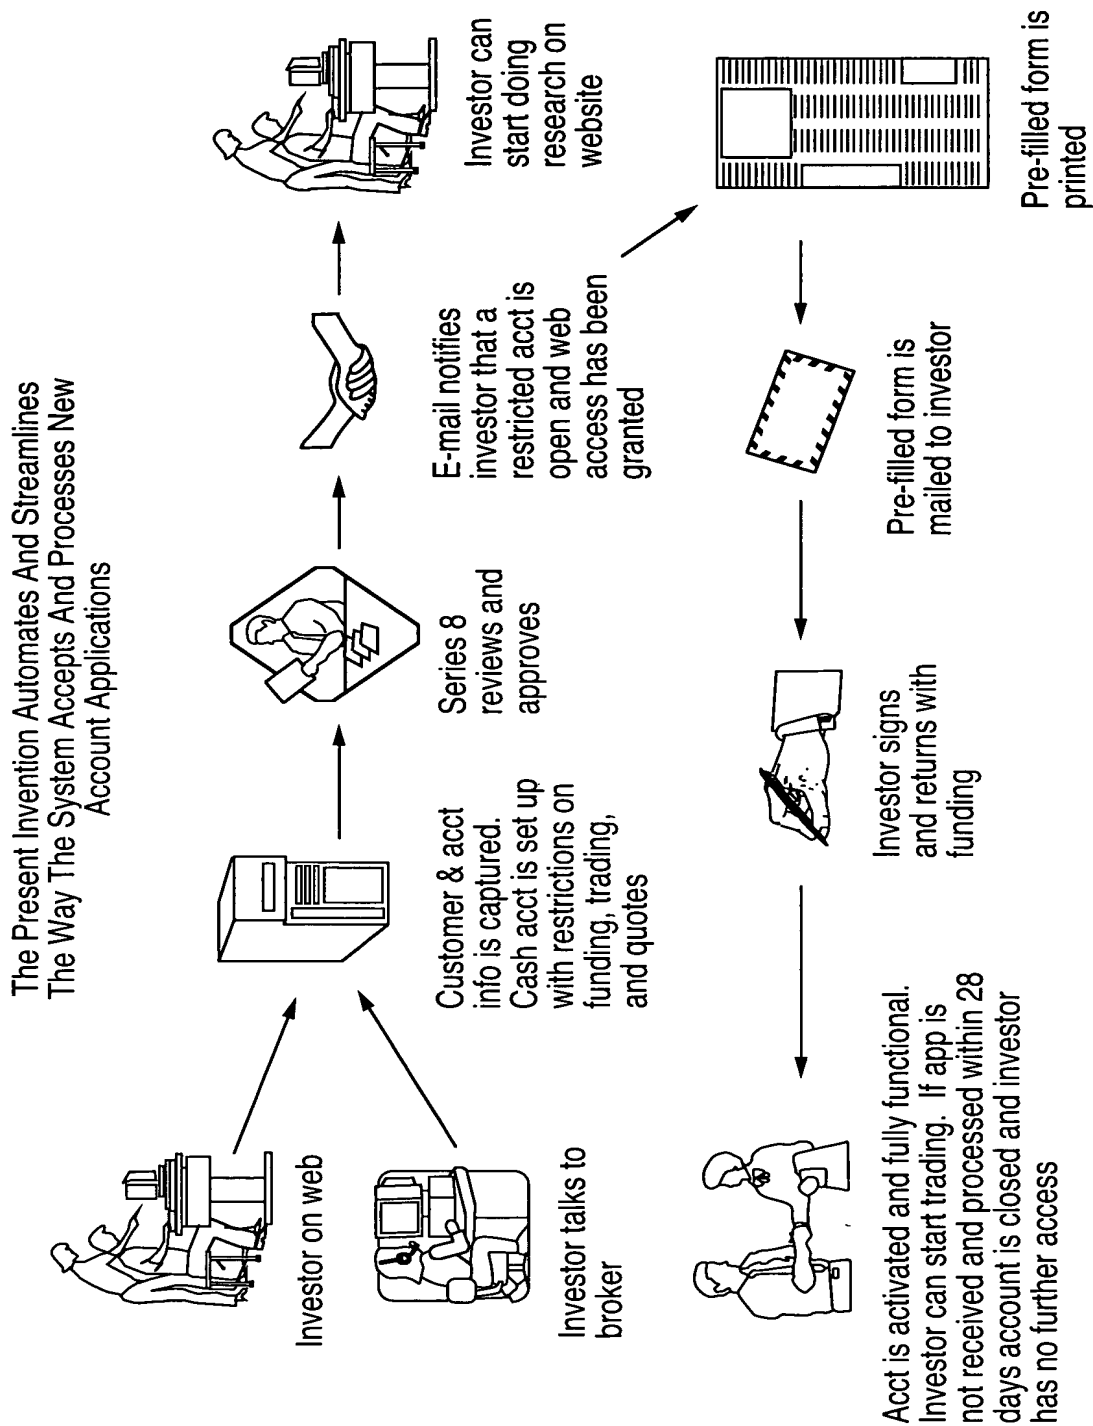 The Present Invention Automates And Streamlines
The Way The System Accepts And Processes New
Account Applications
Investor on web
Investor talks to
broker
Customer & acct
info is captured.
Cash acct is set up
with restrictions on
funding, trading,
and quotes
Series 8
reviews and
approves
E-mail notifies
investor that a
restricted acct is
open and web
access has been
granted
Investor can
start doing
research on
website
Pre-filled form is
printed
Pre-filled form is
mailed to investor
Investor signs
and returns with
funding
Acct is activated and fully functional.
Investor can start trading.  If app is
not received and processed within 28
days account is closed and investor
has no further access